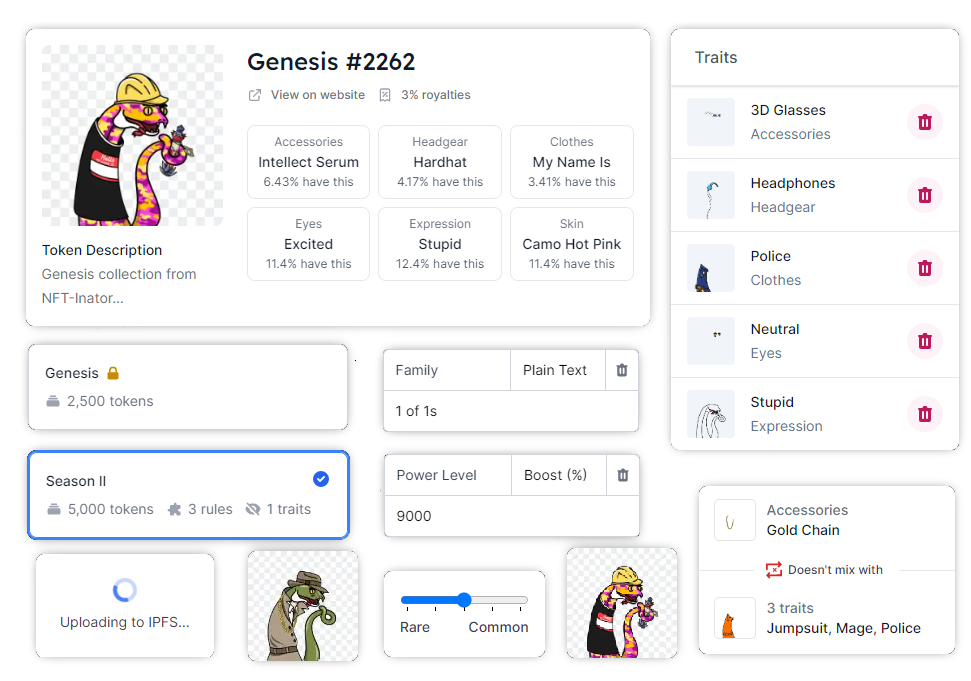 Genesis #2262
View on website
3% royalties
Accessories
Intellect Serum
6.43% have this
Headgear
Hardhat
4.17% have this
Clothes
My Name Is
3.41% have this
Eyes
Excited
11.4% have this
Expression
Stupid
12.4% have this
Skin
Camo Hot Pink
11.4% have this
Hello
Token Description
Genesis collection from
NFT-Inator...
Traits
3D Glasses
Accessories
Headphones
Headgear
Police
Clothes
Neutral
Eyes
Stupid
Expression
Genesis
2,500 tokens
Season II
5,000 tokens
3 rules
1 traits
Family
Plain Text
1 of 1s
Power Level
Boost (%)
9000
Uploading to IPFS...
Rare
Common
Accessories
Gold Chain
Doesn't mix with
3 traits
Jumpsuit, Mage, Police